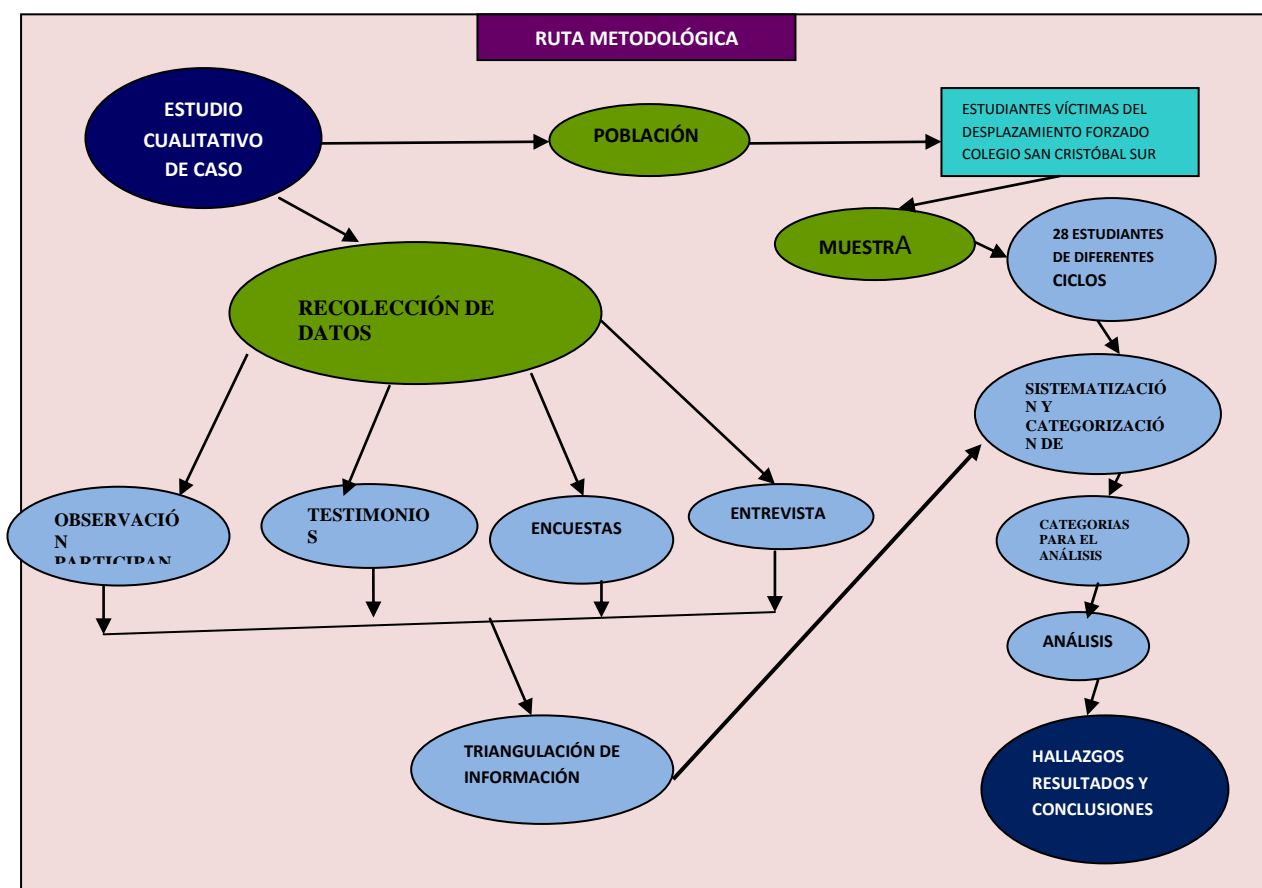 RUTA METODOLÓGICA
ESTUDIO
CUALITATIVO
DE CASO
POBLACIÓN
ESTUDIANTES VÍCTIMAS DEL
DESPLAZAMIENTO FORZADO
COLEGIO SAN CRISTÓBAL SUR
MUESTRA
28 ESTUDIANTES
DE DIFERENTES
CICLOS
RECOLECCIÓN DE
DATOS
SISTEMATIZACIÓ
N Y
CATEGORIZACIÓ
N DE
OBSERVACIÓ
N
PARTICIPAN
TESTIMONIO
S
ENCUESTAS
ENTREVISTA
CATEGORIAS
PARA EL
ANÁLISIS
ANÁLISIS
TRIANGULACIÓN DE
INFORMACIÓN
HALLAZGOS
RESULTADOS Y
CONCLUSIONES